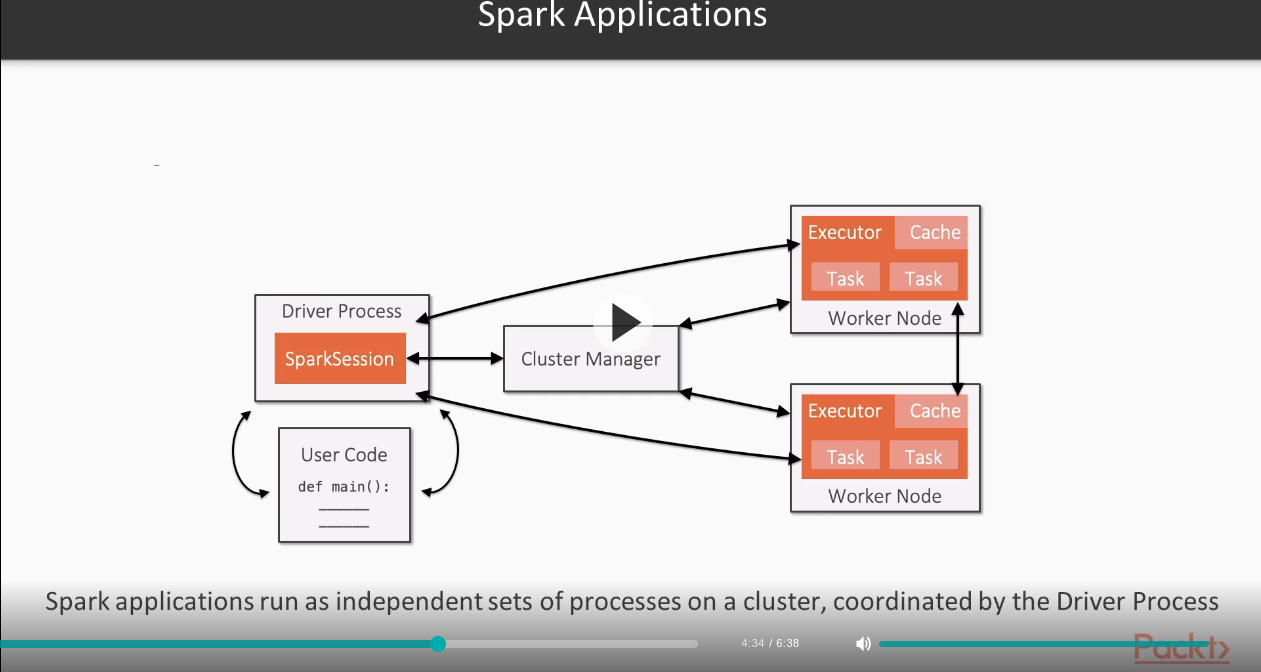 Spark Applications
Executor Cache
Task Task
Worker Node
Driver Process
SparkSession
Cluster Manager
Executor Cache
Task Task
Worker Node
User Code
def main():
Spark applications run as independent sets of processes on a cluster, coordinated by the Driver Process
4:34 / 6:38
Packt>